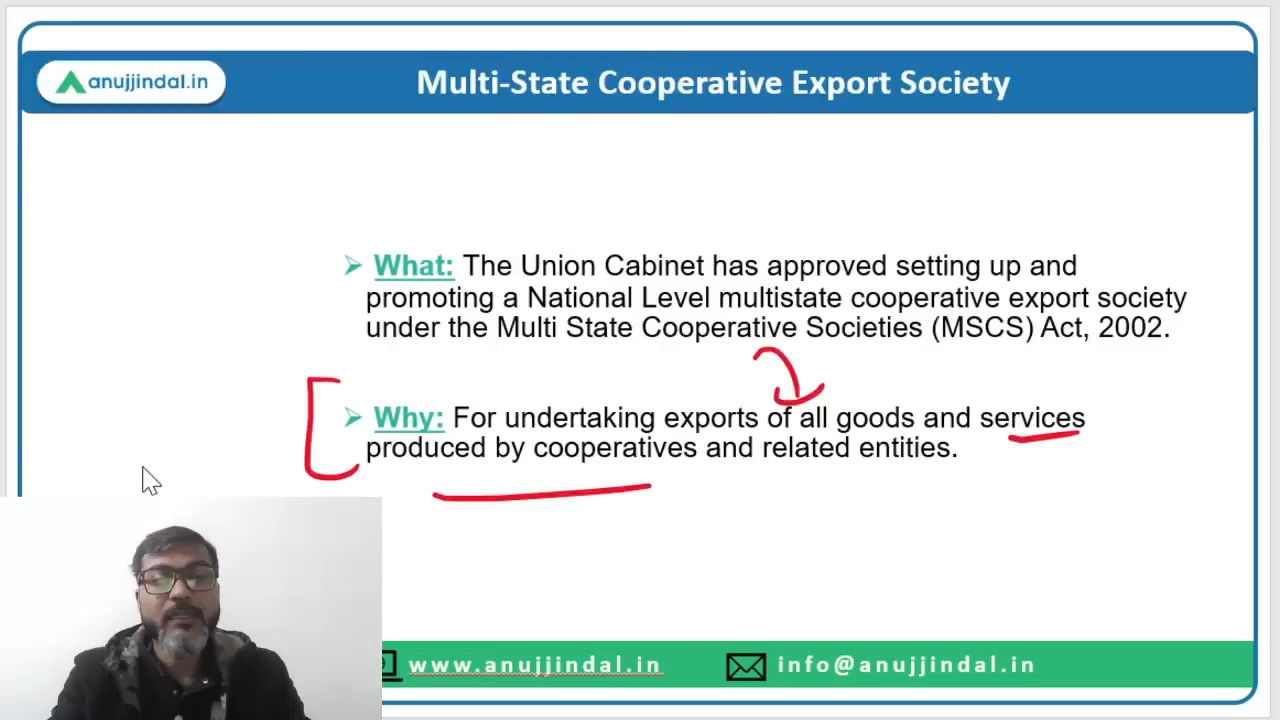 anujjindal.in
Multi-State Cooperative Export Society
What: The Union Cabinet has approved setting up and
promoting a National Level multistate cooperative export society
under the Multi State Cooperative Societies (MSCS) Act, 2002.
Why: For undertaking exports of all goods and services
produced by cooperatives and related entities.
www.anujjindal.in
info@anujjindal.in